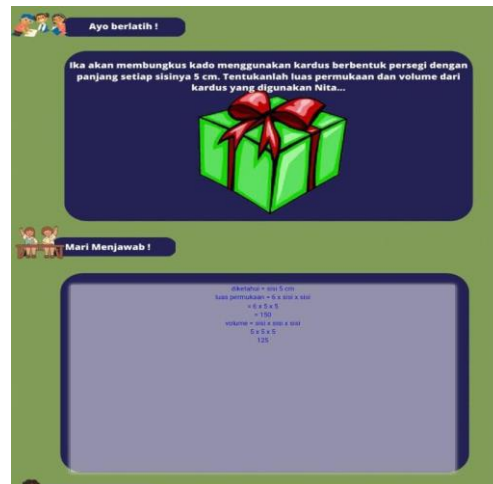 Ayo berlatih !
Ika akan membungkus kado menggunakan kardus berbentuk persegi dengan
panjang setiap sisinya 5 cm. Tentukanlah luas permukaan dan volume dari
kardus yang digunakan Nita...
Mari Menjawab !
diketahui = sisi 5 cm
luas permukaan = 6 x sisi x sisi
= 6 x 5 x 5
= 150
volume = sisi x sisi x sisi
5 x 5 x 5
125